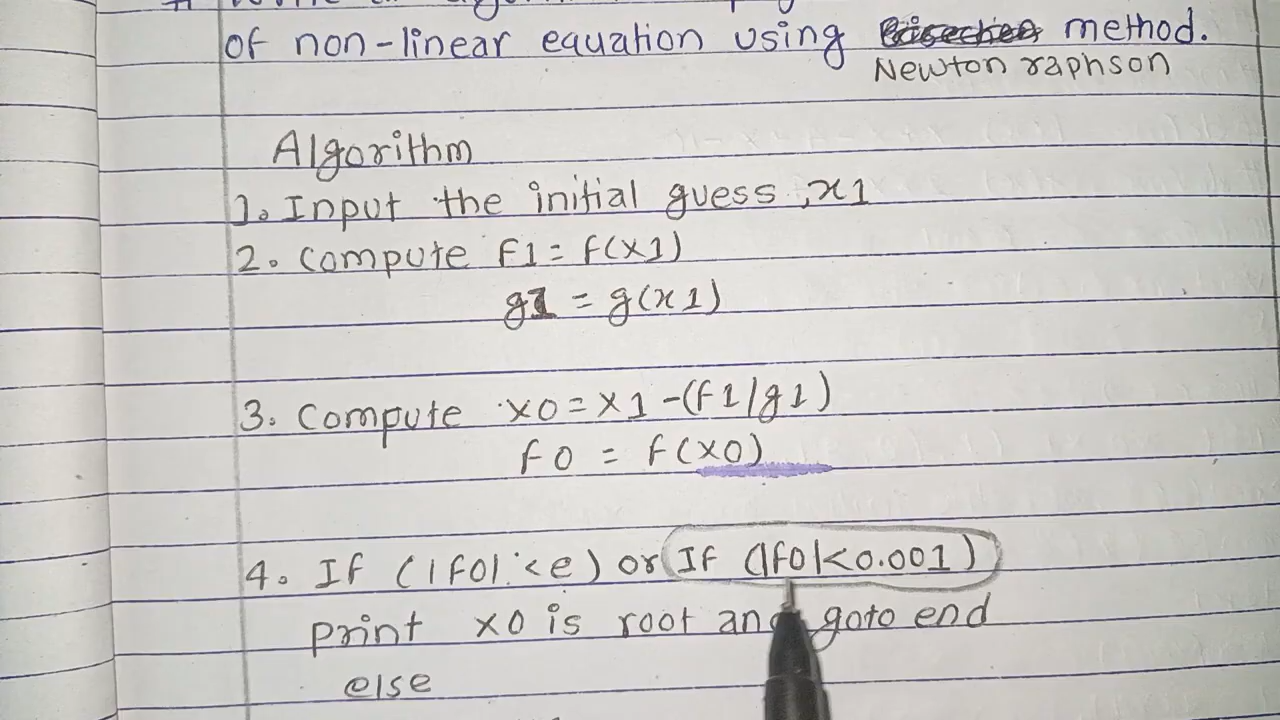 of non-linear equation using method.
Newton raphson
Algorithm
1. Input the initial guess, x1
2. Compute F1 = f(x1)
g1 = g(x1)
3. Compute x0 = x1 - (f1/g1)
f0 = f(x0)
4. If (|f0| < e) or If (|f0| < 0.001)
print x0 is root and goto end
else